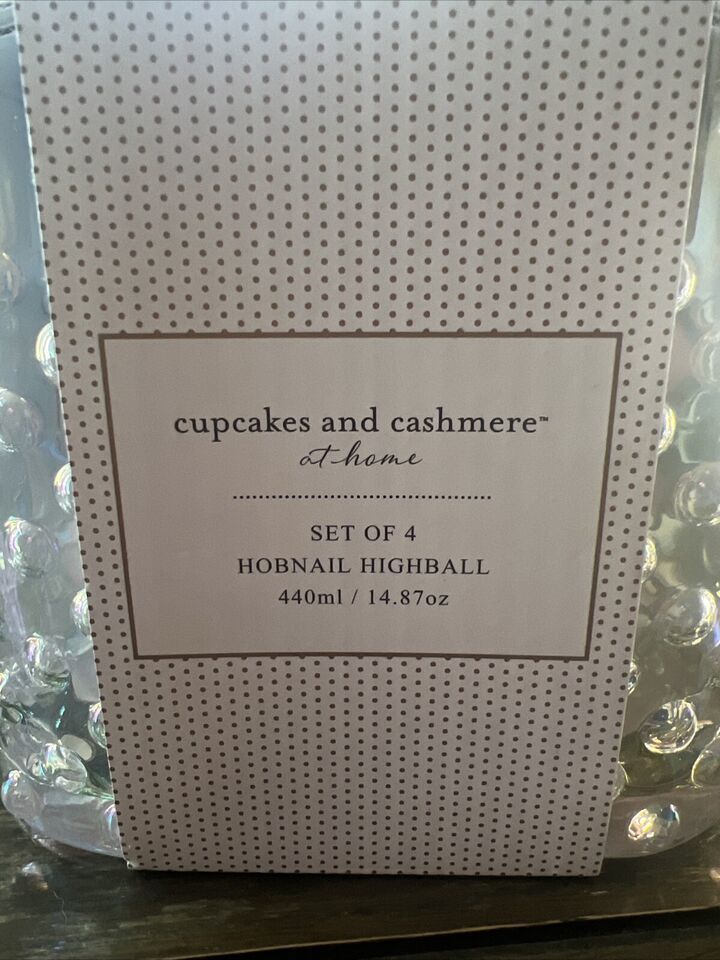 cupcakes and cashmere™
at home
SET OF 4
HOBNAIL HIGHBALL
440ml / 14.87oz